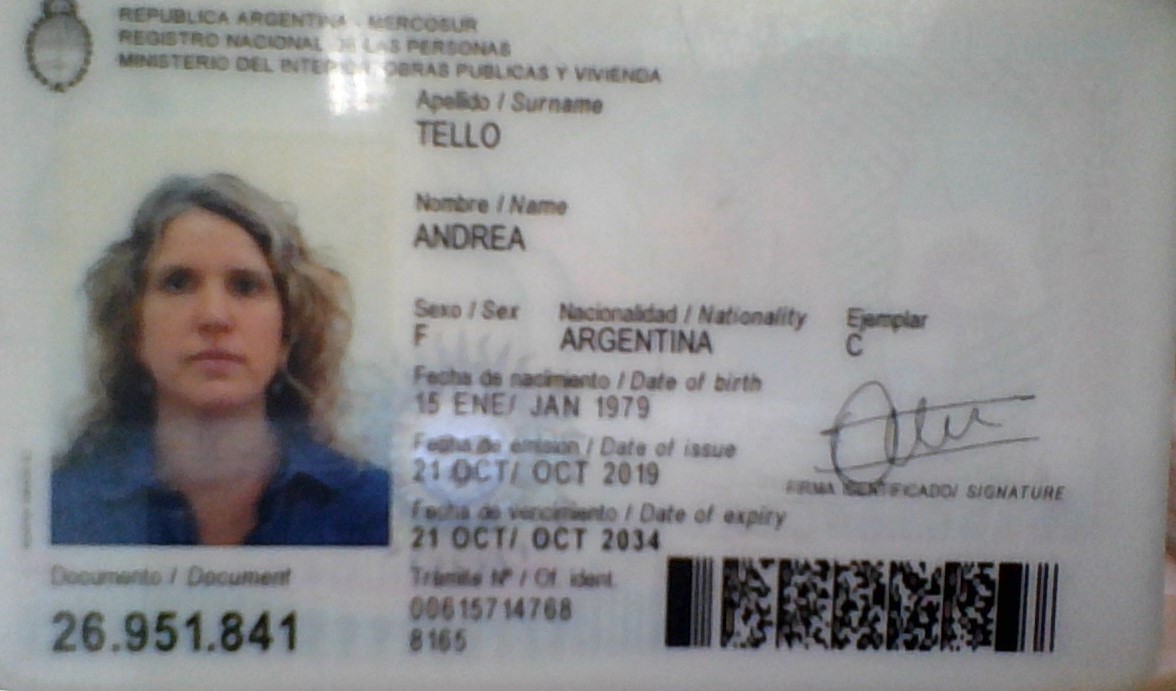 REPUBLICA ARGENTINA - MERCOSUR
REGISTRO NACIONAL DE LAS PERSONAS
MINISTERIO DEL INTERIOR, OBRAS PUBLICAS Y VIVIENDA
Apellido / Surname
TELLO
Nombre / Name
ANDREA
Sexo / Sex Nacionalidad / Nationality Ejemplar
F ARGENTINA C
Fecha de nacimiento / Date of birth
15 ENE/ JAN 1979
Fecha de emision / Date of issue
21 OCT/ OCT 2019
FIRMA IDENTIFICADO/ SIGNATURE
Fecha de vencimiento / Date of expiry
21 OCT/ OCT 2034
Documento / Document
26.951.841
Trámite Nº / Of. ident.
00615714768
8165